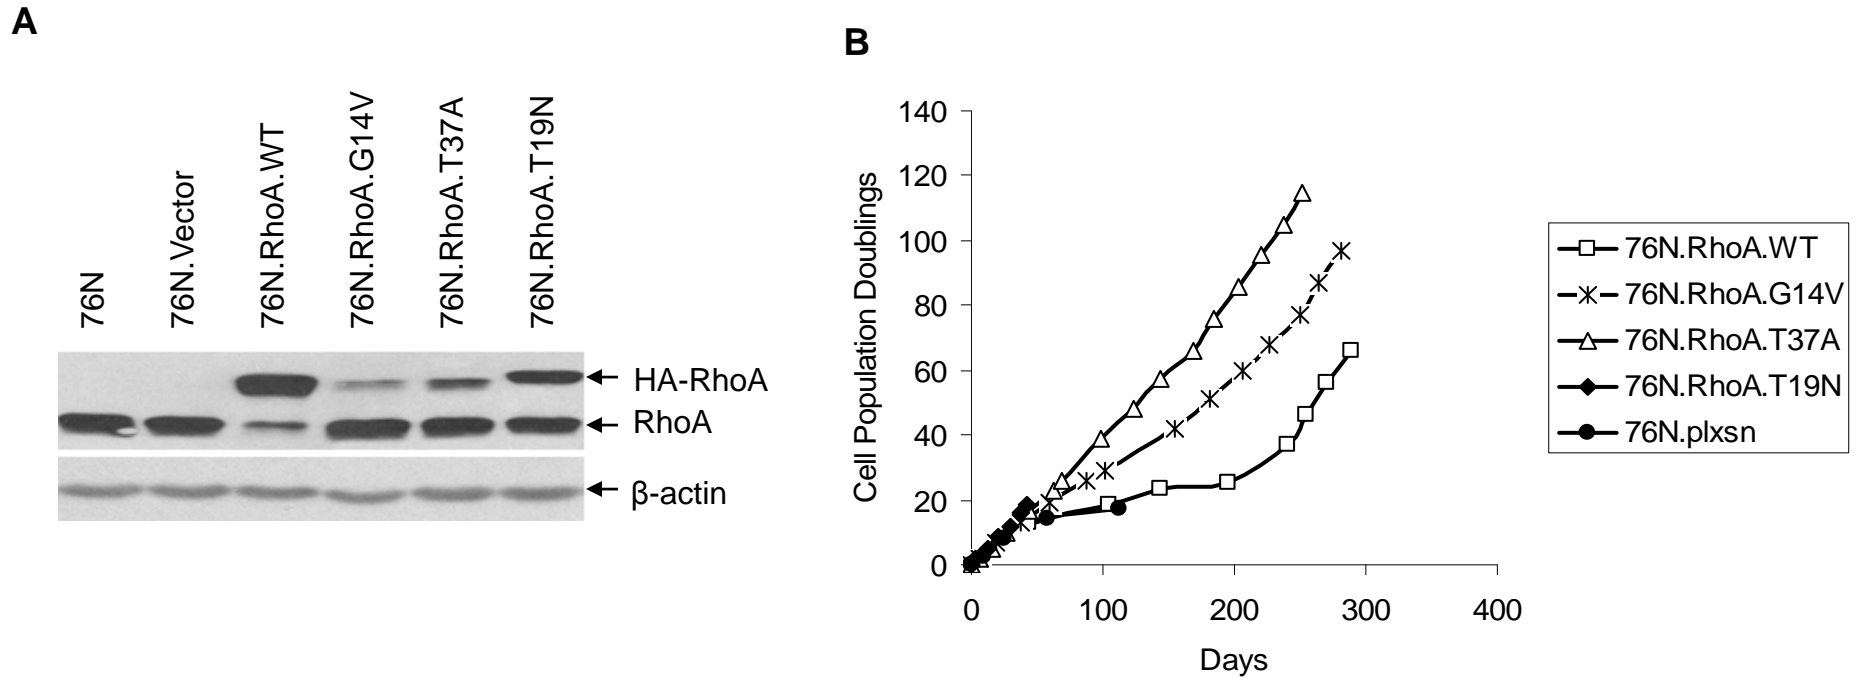 A
76N
76N.Vector
76N.RhoA.WT
76N.RhoA.G14V
76N.RhoA.T37A
76N.RhoA.T19N
HA-RhoA
RhoA
β-actin
B
Cell Population Doublings
140
120
100
80
60
40
20
0
0 100 200 300 400
Days
76N.RhoA.WT
76N.RhoA.G14V
76N.RhoA.T37A
76N.RhoA.T19N
76N.plxsn